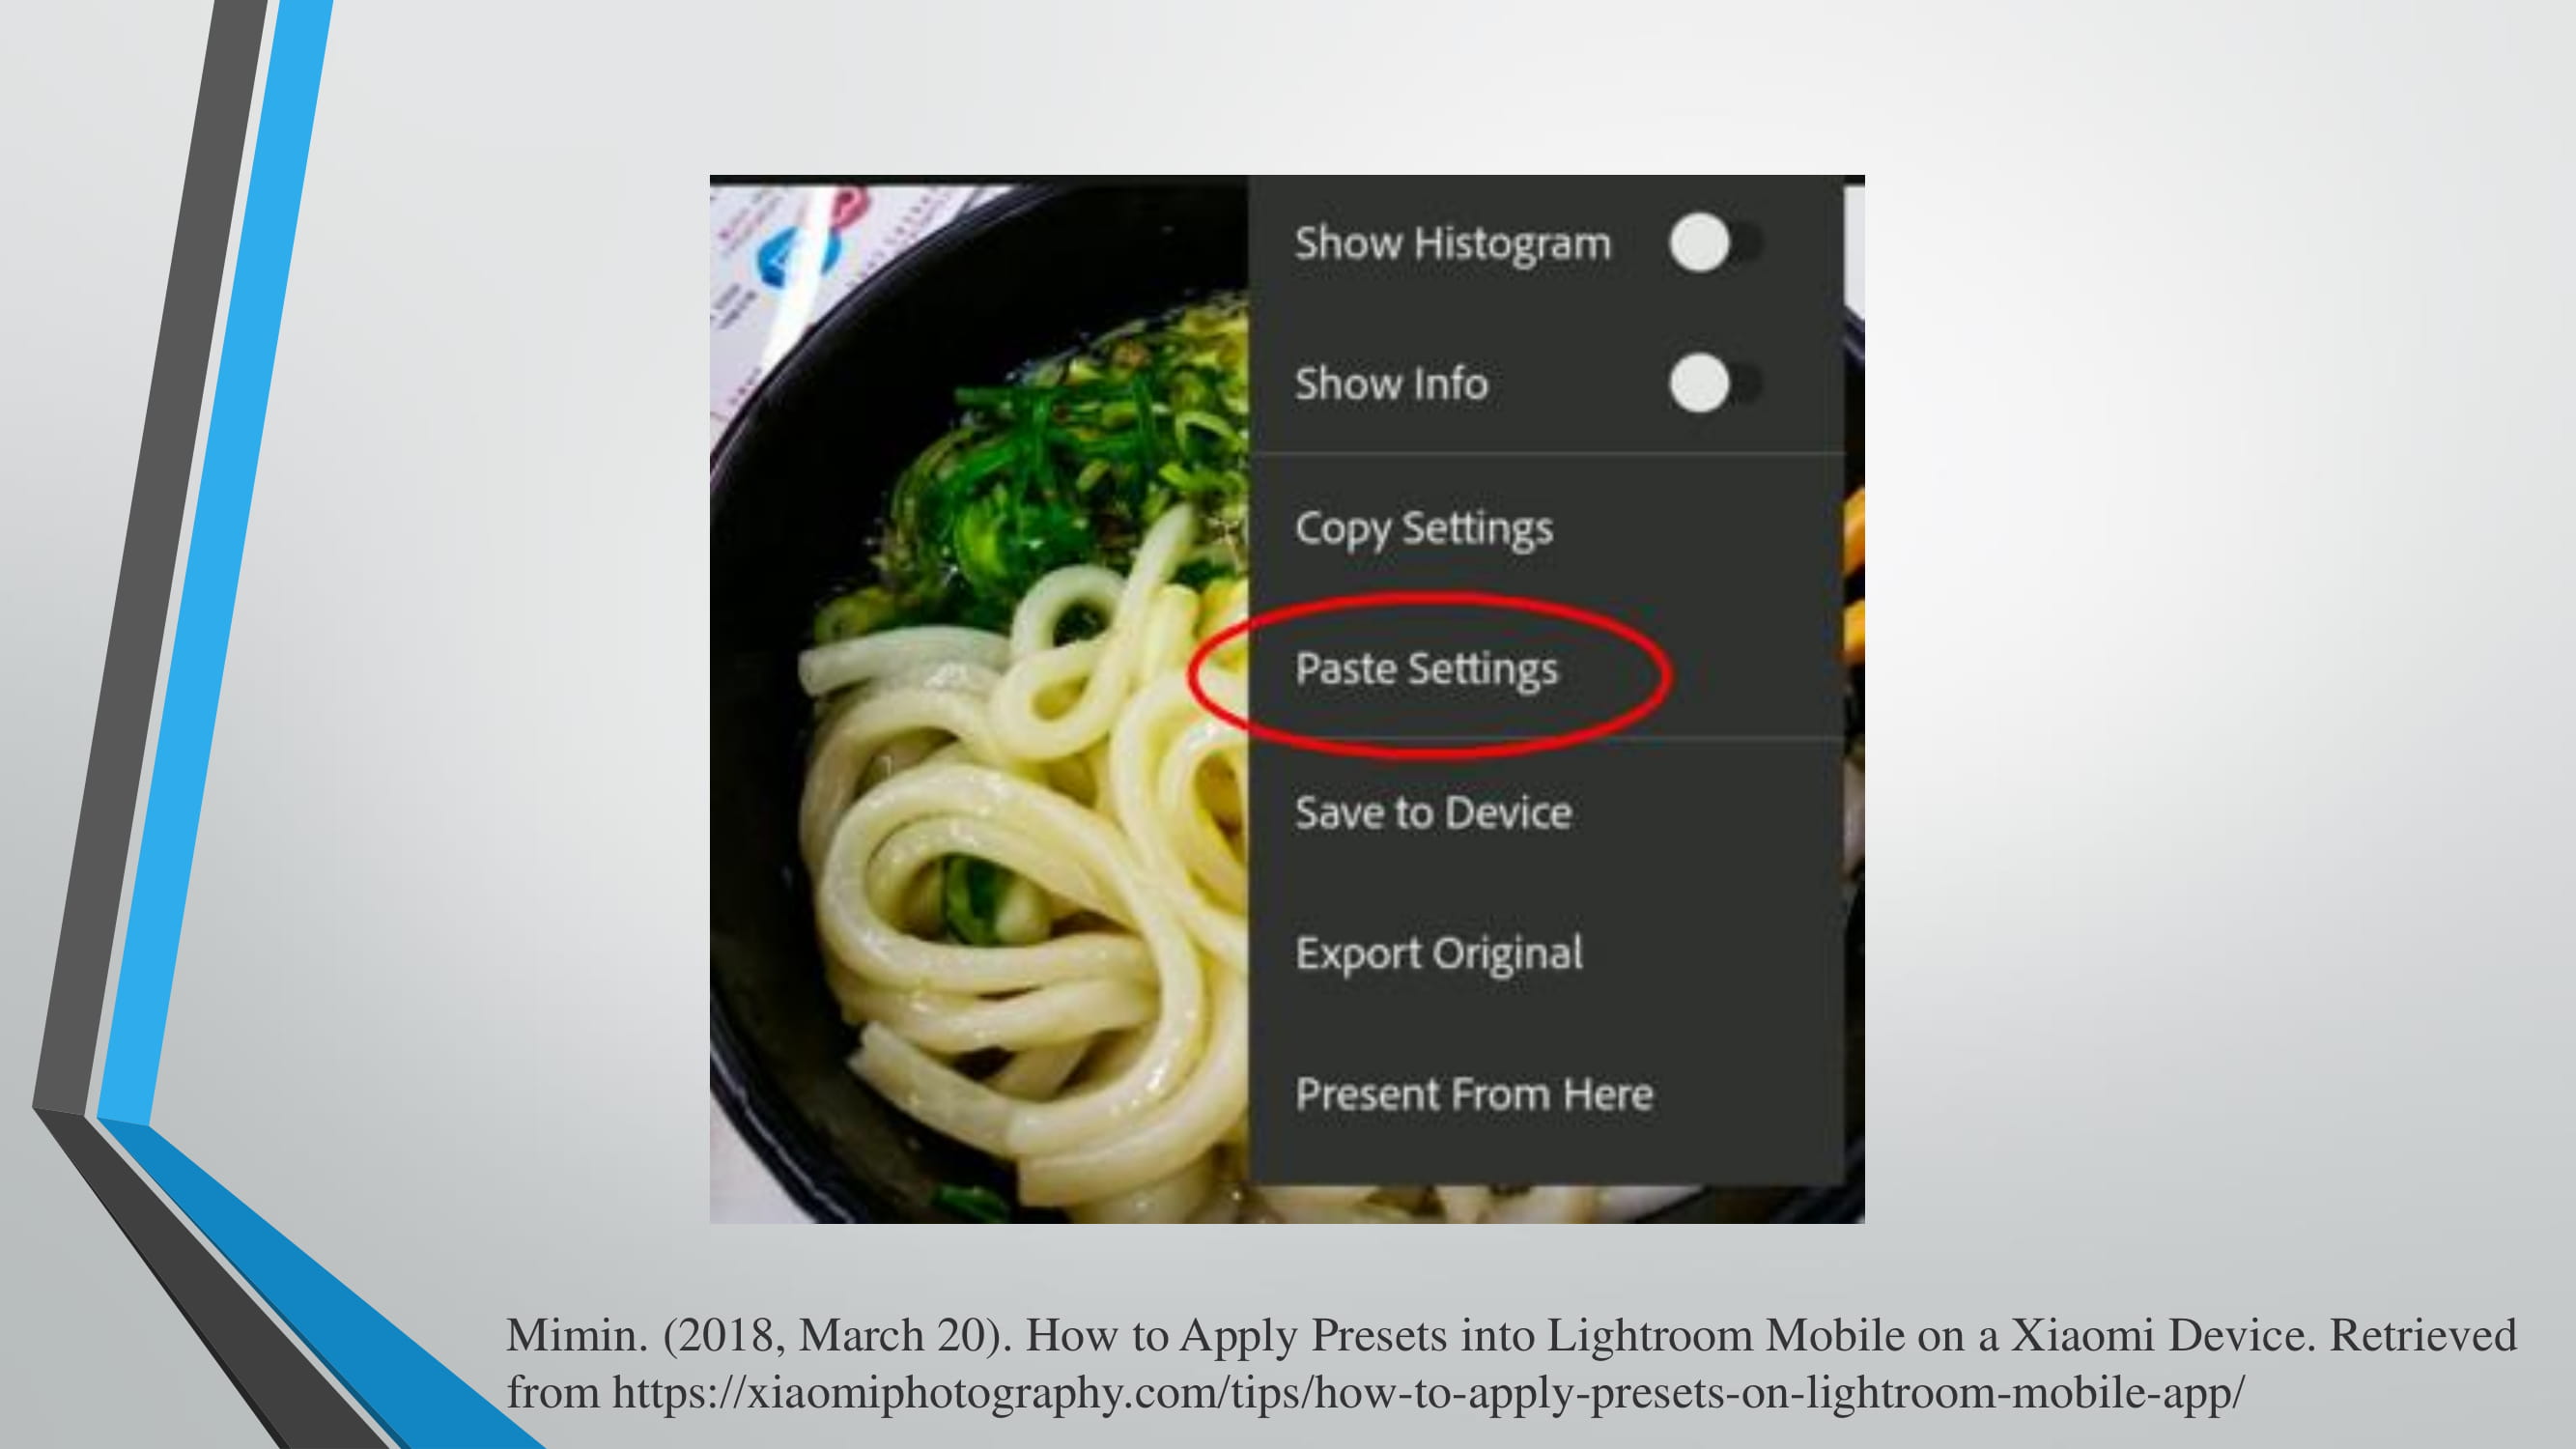 Show Histogram
Show Info
Copy Settings
Paste Settings
Save to Device
Export Original
Present From Here
Mimin. (2018, March 20). How to Apply Presets into Lightroom Mobile on a Xiaomi Device. Retrieved
from https://xiaomiphotography.com/tips/how-to-apply-presets-on-lightroom-mobile-app/